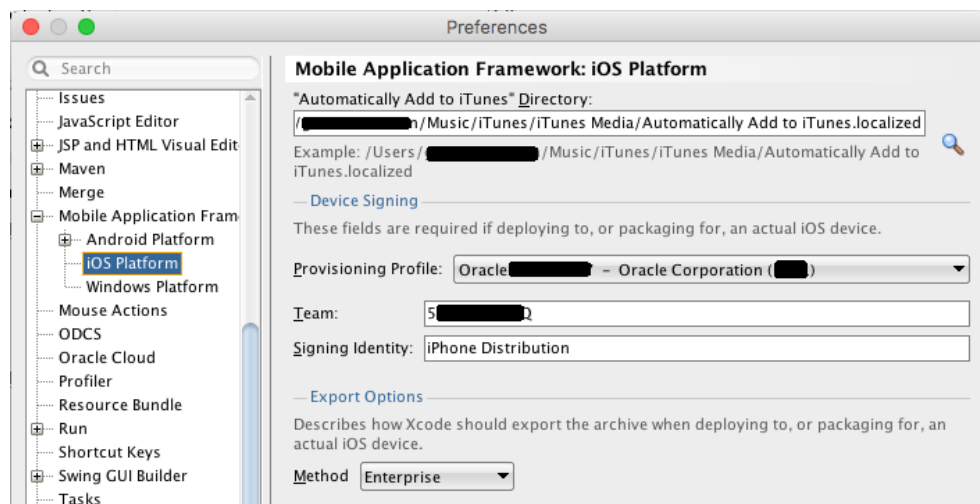 Preferences
Search
Issues
JavaScript Editor
JSP and HTML Visual Edit
Maven
Merge
Mobile Application Fram
Android Platform
iOS Platform
Windows Platform
Mouse Actions
ODCS
Oracle Cloud
Profiler
Resource Bundle
Run
Shortcut Keys
Swing GUI Builder
Tasks
Mobile Application Framework: iOS Platform
"Automatically Add to iTunes" Directory:
/n/Music/iTunes/iTunes Media/Automatically Add to iTunes.localized
Example: /Users/ /Music/iTunes/iTunes Media/Automatically Add to
iTunes.localized
Device Signing
These fields are required if deploying to, or packaging for, an actual iOS device.
Provisioning Profile: Oracle – Oracle Corporation ( )
Team: 5 Q
Signing Identity: iPhone Distribution
Export Options
Describes how Xcode should export the archive when deploying to, or packaging for, an
actual iOS device.
Method Enterprise